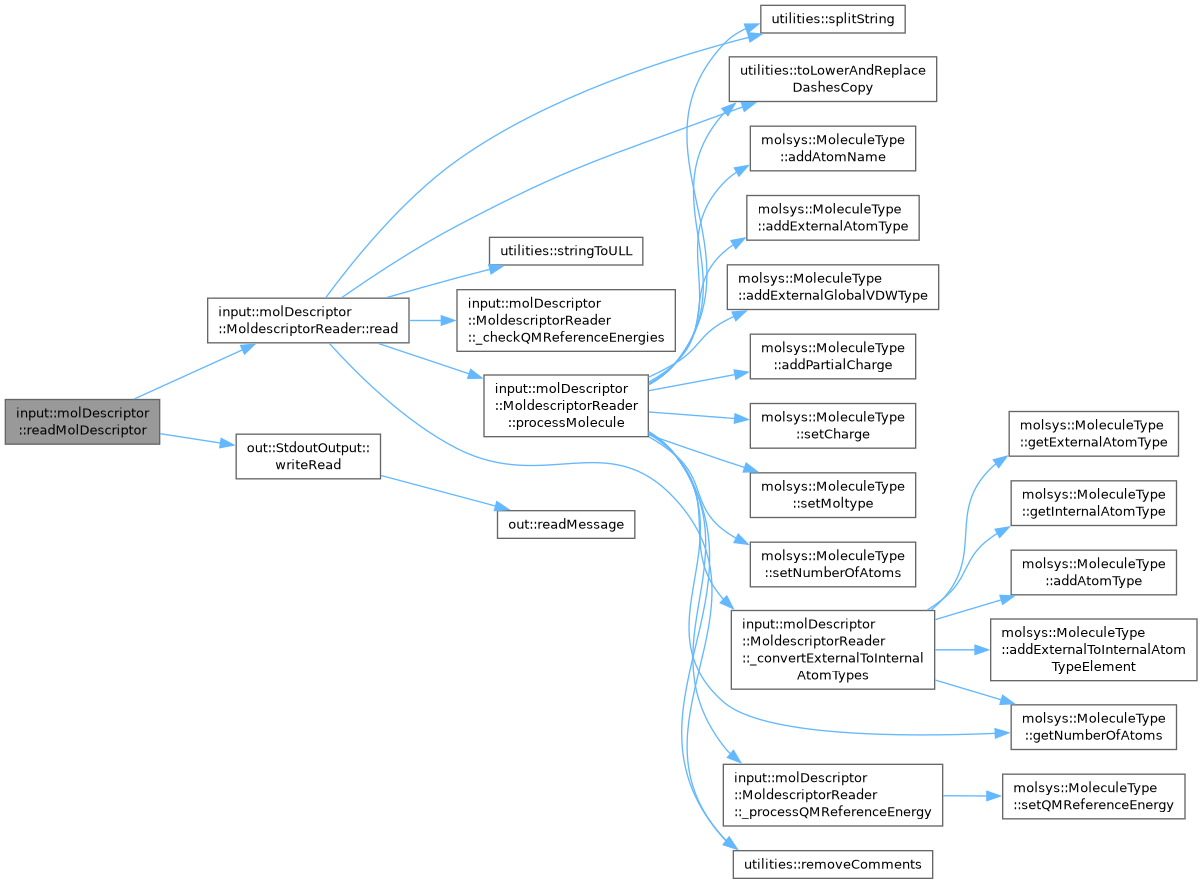 input::molDescriptor
::readMolDescriptor
input::molDescriptor
::MoldescriptorReader::read
out::StdoutOutput::
writeRead
utilities::stringToULL
input::molDescriptor
::MoldescriptorReader
::_checkQMReferenceEnergies
input::molDescriptor
::MoldescriptorReader
::processMolecule
out::readMessage
utilities::splitString
utilities::toLowerAndReplace
DashesCopy
molsys::MoleculeType
::addAtomName
molsys::MoleculeType
::addExternalAtomType
molsys::MoleculeType
::addExternalGlobalVDWType
molsys::MoleculeType
::addPartialCharge
molsys::MoleculeType
::setCharge
molsys::MoleculeType
::setMoltype
molsys::MoleculeType
::setNumberOfAtoms
input::molDescriptor
::MoldescriptorReader
::_convertExternalToInternal
AtomTypes
input::molDescriptor
::MoldescriptorReader
::_processQMReferenceEnergy
utilities::removeComments
molsys::MoleculeType
::getExternalAtomType
molsys::MoleculeType
::getInternalAtomType
molsys::MoleculeType
::addAtomType
molsys::MoleculeType
::addExternalToInternalAtom
TypeElement
molsys::MoleculeType
::getNumberOfAtoms
molsys::MoleculeType
::setQMReferenceEnergy